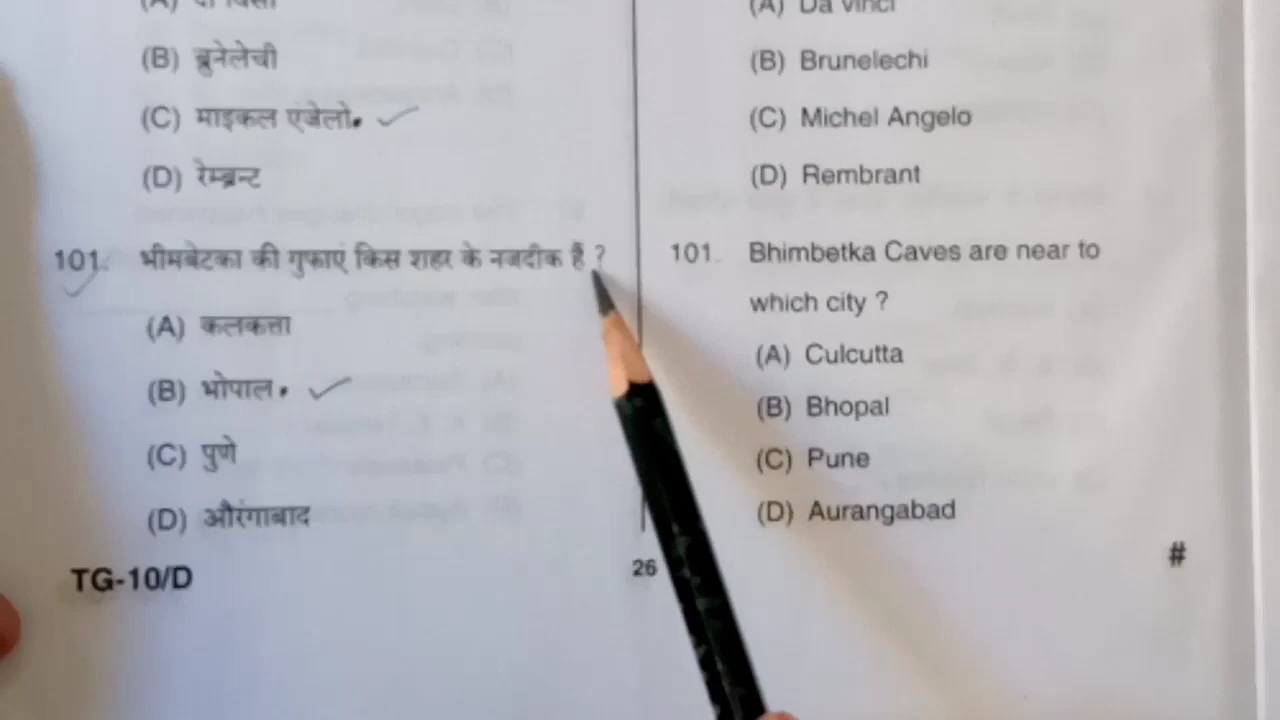 (A) दा विंसी
(B) ब्रुनेलेची
(C) माइकल एंजेलो
(D) रेम्ब्रन्ट
101. भीमबेटका की गुफाएं किस शहर के नजदीक हैं ?
(A) कलकत्ता
(B) भोपाल
(C) पुणे
(D) औरंगाबाद
TG-10/D
(A) Da Vinci
(B) Brunelechi
(C) Michel Angelo
(D) Rembrant
101. Bhimbetka Caves are near to
which city ?
(A) Culcutta
(B) Bhopal
(C) Pune
(D) Aurangabad
26
#